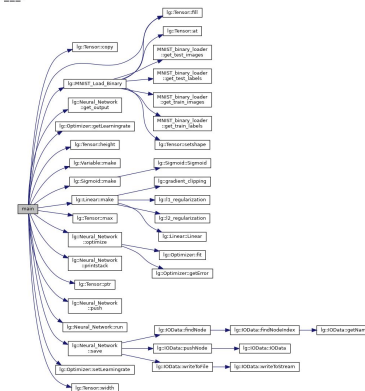 main
lg::Tensor::copy
lg::MNIST_Load_Binary
lg::Neural_Network
::get_output
lg::Optimizer::getLearningrate
lg::Tensor::height
lg::Variable::make
lg::Sigmoid::make
lg::Linear::make
lg::Tensor::max
lg::Neural_Network
::optimize
lg::Neural_Network
::printstack
lg::Tensor::ptr
lg::Neural_Network
::push
lg::Neural_Network::run
lg::Neural_Network
::save
lg::Optimizer::setLearningrate
lg::Tensor::width
lg::Tensor::fill
lg::Tensor::at
MNIST_binary_loader
::get_test_images
MNIST_binary_loader
::get_test_labels
MNIST_binary_loader
::get_train_images
MNIST_binary_loader
::get_train_labels
lg::Tensor::setshape
lg::Sigmoid::Sigmoid
lg::gradient_clipping
lg::l1_regularization
lg::l2_regularization
lg::Linear::Linear
lg::Optimizer::fit
lg::Optimizer::getError
lg::IOData::findNode
lg::IOData::pushNode
lg::IOData::writeToFile
lg::IOData::findNodeIndex
lg::IOData::IOData
lg::IOData::writeToStream
lg::IOData::getNam